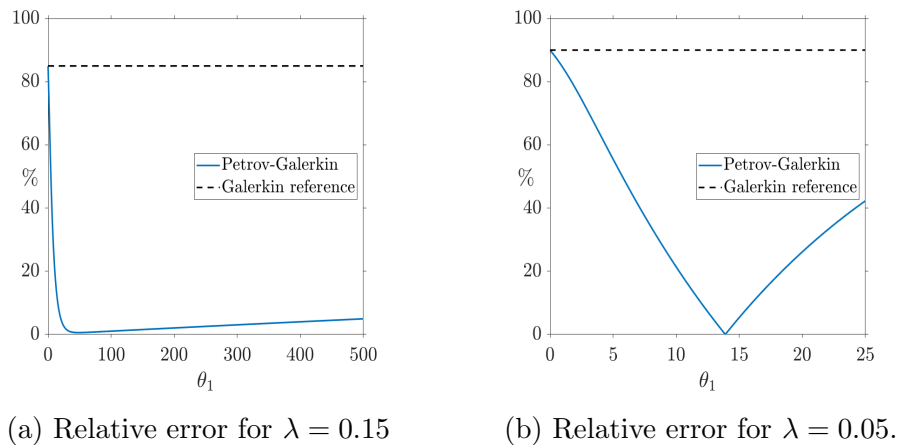 100
80
60
%
40
20
0
0 100 200 300 400 500
θ₁
Petrov-Galerkin
Galerkin reference
(a) Relative error for λ = 0.15
100
80
60
%
40
20
0
0 5 10 15 20 25
θ₁
Petrov-Galerkin
Galerkin reference
(b) Relative error for λ = 0.05.